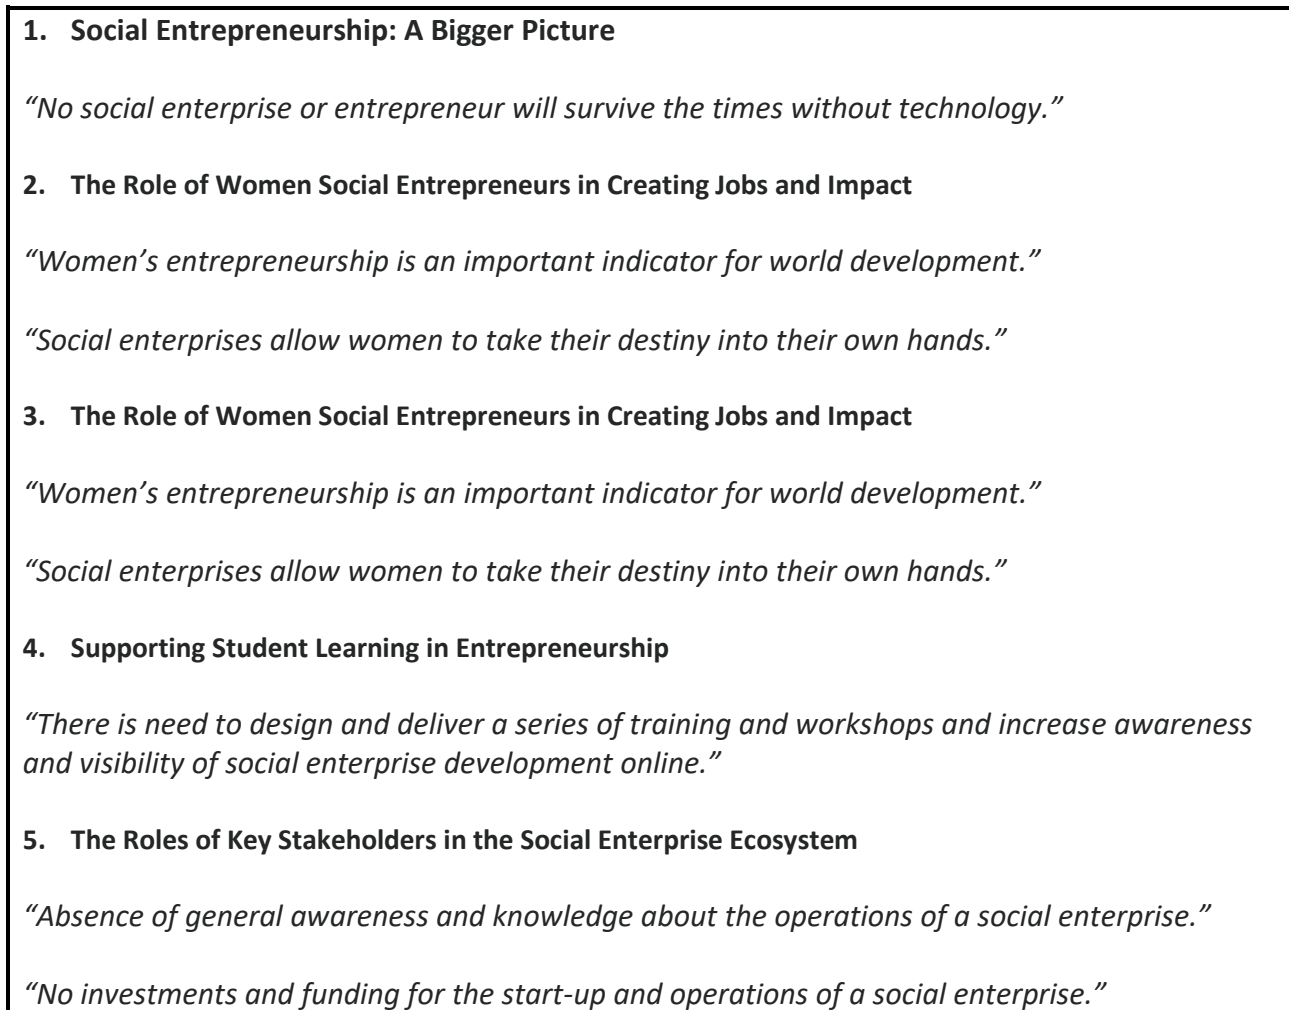 1. Social Entrepreneurship: A Bigger Picture
“No social enterprise or entrepreneur will survive the times without technology.”
2. The Role of Women Social Entrepreneurs in Creating Jobs and Impact
“Women’s entrepreneurship is an important indicator for world development.”
“Social enterprises allow women to take their destiny into their own hands.”
3. The Role of Women Social Entrepreneurs in Creating Jobs and Impact
“Women’s entrepreneurship is an important indicator for world development.”
“Social enterprises allow women to take their destiny into their own hands.”
4. Supporting Student Learning in Entrepreneurship
“There is need to design and deliver a series of training and workshops and increase awareness
and visibility of social enterprise development online.”
5. The Roles of Key Stakeholders in the Social Enterprise Ecosystem
“Absence of general awareness and knowledge about the operations of a social enterprise.”
“No investments and funding for the start-up and operations of a social enterprise.”